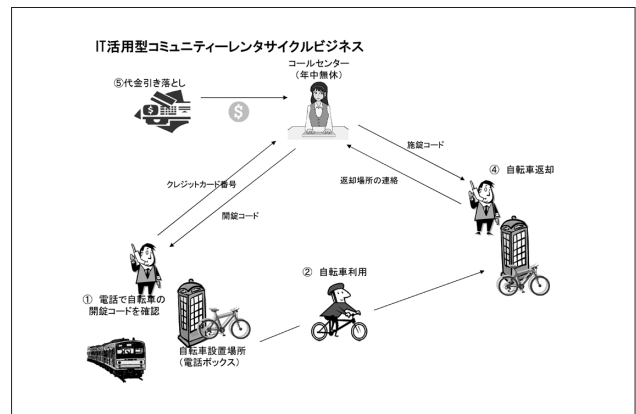 IT活用型コミュニティーレンタサイクルビジネス
コールセンター
（年中無休）
⑤代金引き落とし
施錠コード
④ 自転車返却
返却場所の連絡
クレジットカード番号
開錠コード
① 電話で自転車の
開錠コードを確認
② 自転車利用
自転車設置場所
（電話ボックス）